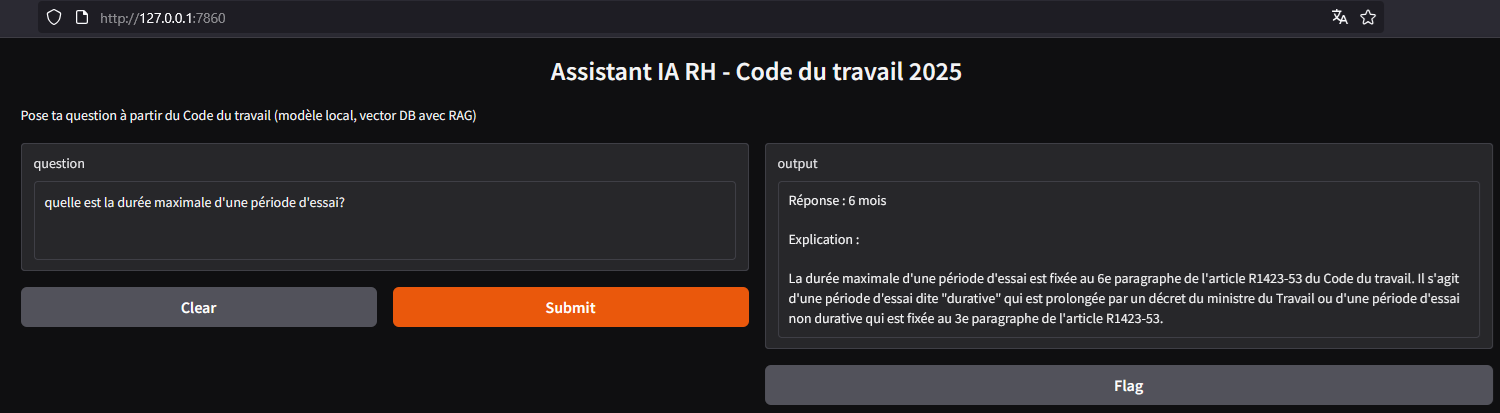 http://127.0.0.1:7860
Assistant IA RH - Code du travail 2025
Pose ta question à partir du Code du travail (modèle local, vector DB avec RAG)
question
quelle est la durée maximale d'une période d'essai?
Clear
Submit
output
Réponse : 6 mois
Explication :
La durée maximale d'une période d'essai est fixée au 6e paragraphe de l'article R1423-53 du Code du travail. Il s'agit
d'une période d'essai dite "durative" qui est prolongée par un décret du ministre du Travail ou d'une période d'essai
non durative qui est fixée au 3e paragraphe de l'article R1423-53.
Flag